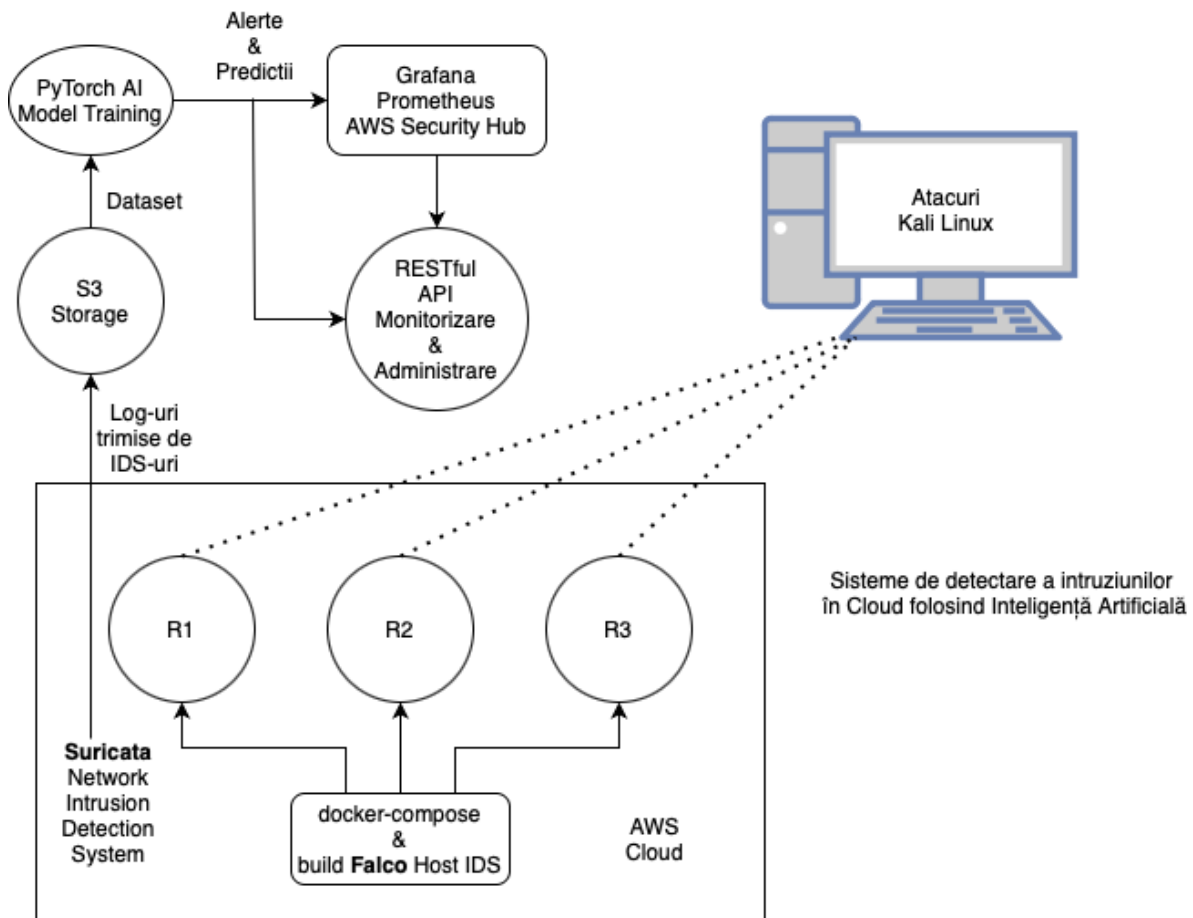 Alerte
&
Predictii
PyTorch AI
Model Training
Grafana
Prometheus
AWS Security Hub
Dataset
S3
Storage
RESTful
API
Monitorizare
&
Administrare
Atacuri
Kali Linux
Log-uri
trimise de
IDS-uri
R1
R2
R3
Sisteme de detectare a intruziunilor
în Cloud folosind Inteligență Artificială
Suricata
Network
Intrusion
Detection
System
docker-compose
&
build Falco Host IDS
AWS
Cloud